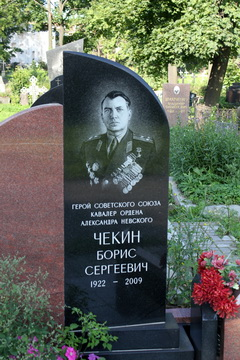 ГЕРОЙ СОВЕТСКОГО СОЮЗА
КАВАЛЕР ОРДЕНА
АЛЕКСАНДРА НЕВСКОГО
ЧЕКИН
БОРИС
СЕРГЕЕВИЧ
1922 - 2009